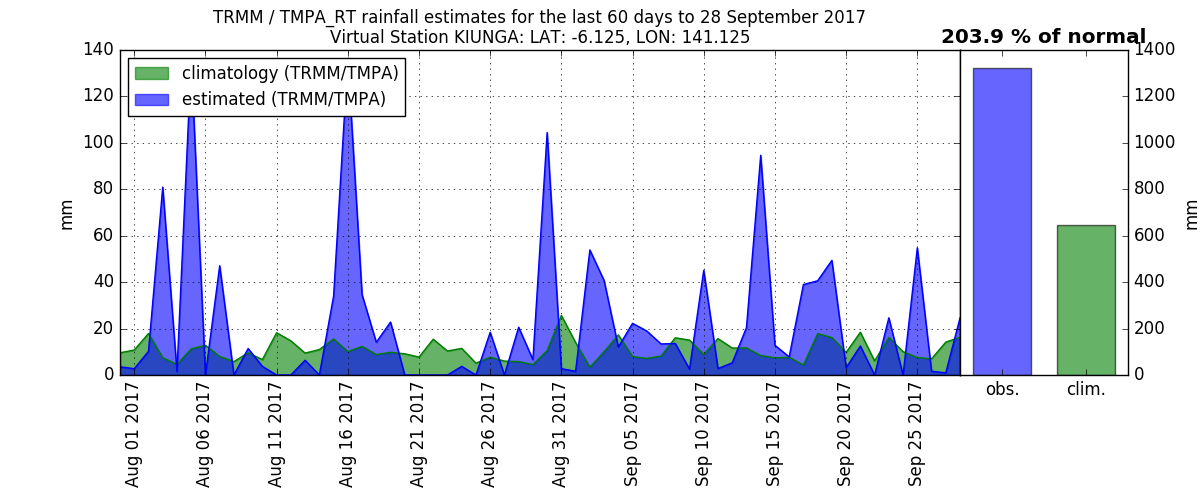 TRMM / TMPA_RT rainfall estimates for the last 60 days to 28 September 2017
Virtual Station KIUNGA: LAT: -6.125, LON: 141.125
203.9 % of normal
climatology (TRMM/TMPA)
estimated (TRMM/TMPA)
140
120
100
80
60
40
20
0
mm
1400
1200
1000
800
600
400
200
0
mm
Aug 01 2017
Aug 06 2017
Aug 11 2017
Aug 16 2017
Aug 21 2017
Aug 26 2017
Aug 31 2017
Sep 05 2017
Sep 10 2017
Sep 15 2017
Sep 20 2017
Sep 25 2017
obs.
clim.